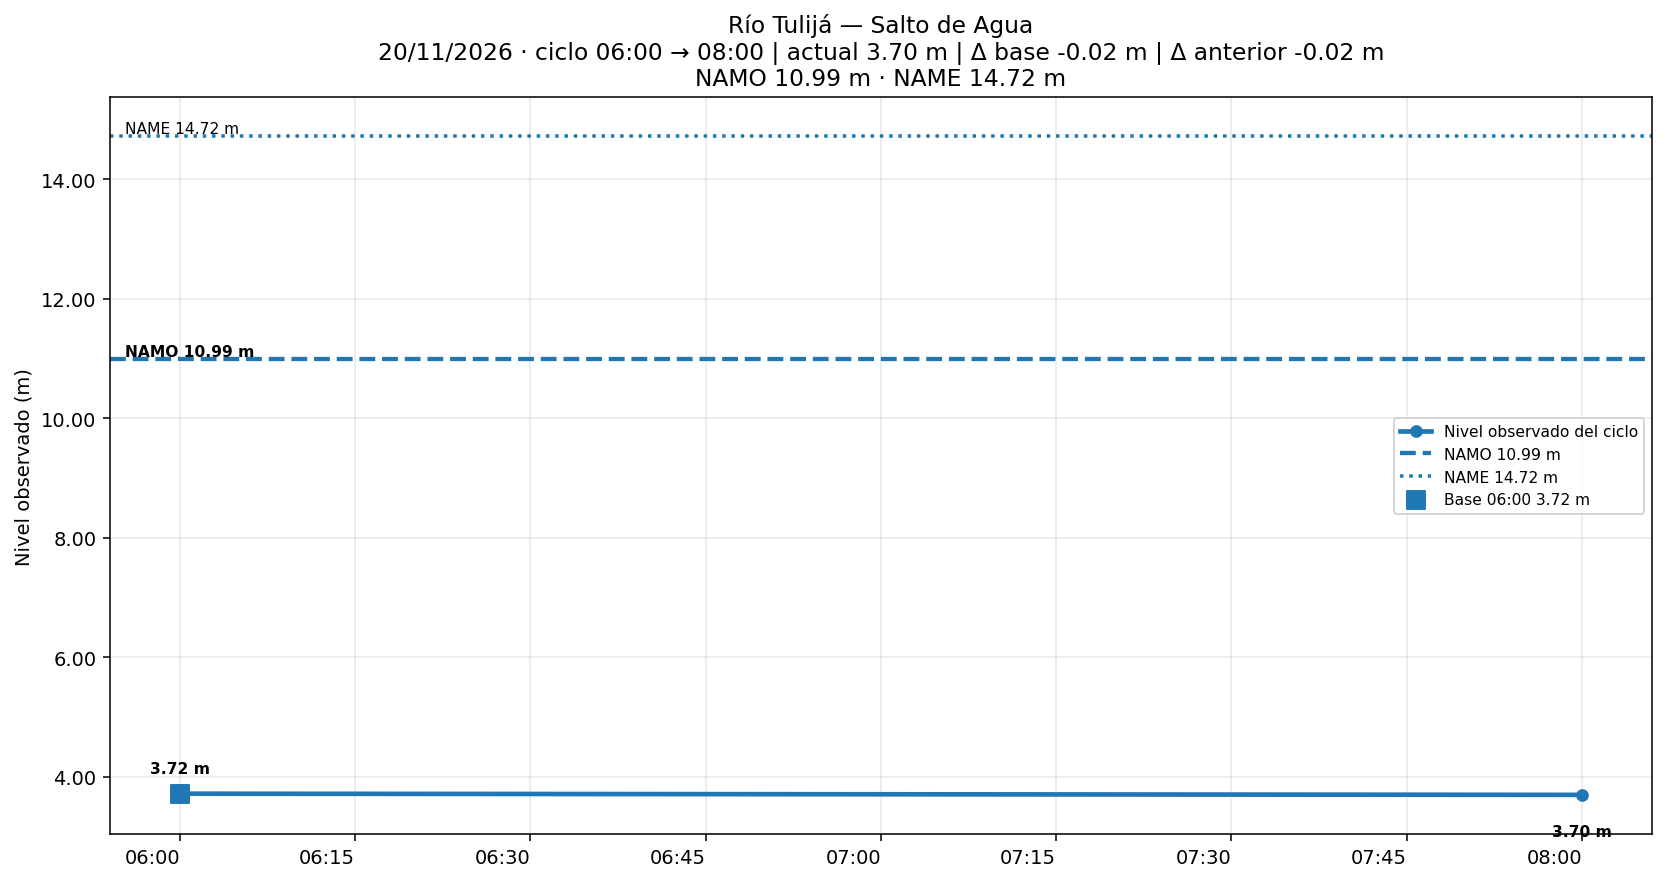 Río Tulijá — Salto de Agua
20/11/2026 · ciclo 06:00 → 08:00 | actual 3.70 m | Δ base -0.02 m | Δ anterior -0.02 m
NAMO 10.99 m · NAME 14.72 m
NAME 14.72 m
14.00
12.00
NAMO 10.99 m
10.00
Nivel observado del ciclo
NAMO 10.99 m
NAME 14.72 m
Base 06:00 3.72 m
Nivel observado (m)
8.00
6.00
3.72 m
4.00
3.70 m
06:00 06:15 06:30 06:45 07:00 07:15 07:30 07:45 08:00